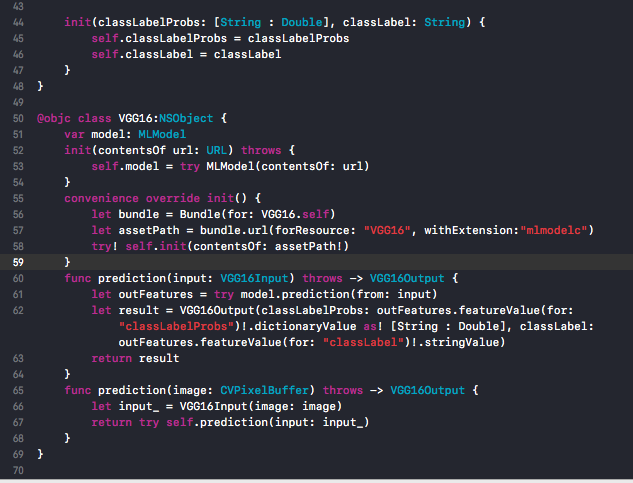 43
44 init(classLabelProbs: [String : Double], classLabel: String) {
45 self.classLabelProbs = classLabelProbs
46 self.classLabel = classLabel
47 }
48 }
49
50 @objc class VGG16:NSObject {
51 var model: MLModel
52 init(contentsOf url: URL) throws {
53 self.model = try MLModel(contentsOf: url)
54 }
55 convenience override init() {
56 let bundle = Bundle(for: VGG16.self)
57 let assetPath = bundle.url(forResource: "VGG16", withExtension:"mlmodelc")
58 try! self.init(contentsOf: assetPath!)
59 }
60 func prediction(input: VGG16Input) throws -> VGG16Output {
61 let outFeatures = try model.prediction(from: input)
62 let result = VGG16Output(classLabelProbs: outFeatures.featureValue(for:
"classLabelProbs")!.dictionaryValue as! [String : Double], classLabel:
outFeatures.featureValue(for: "classLabel")!.stringValue)
63 return result
64 }
65 func prediction(image: CVPixelBuffer) throws -> VGG16Output {
66 let input_ = VGG16Input(image: image)
67 return try self.prediction(input: input_)
68 }
69 }
70